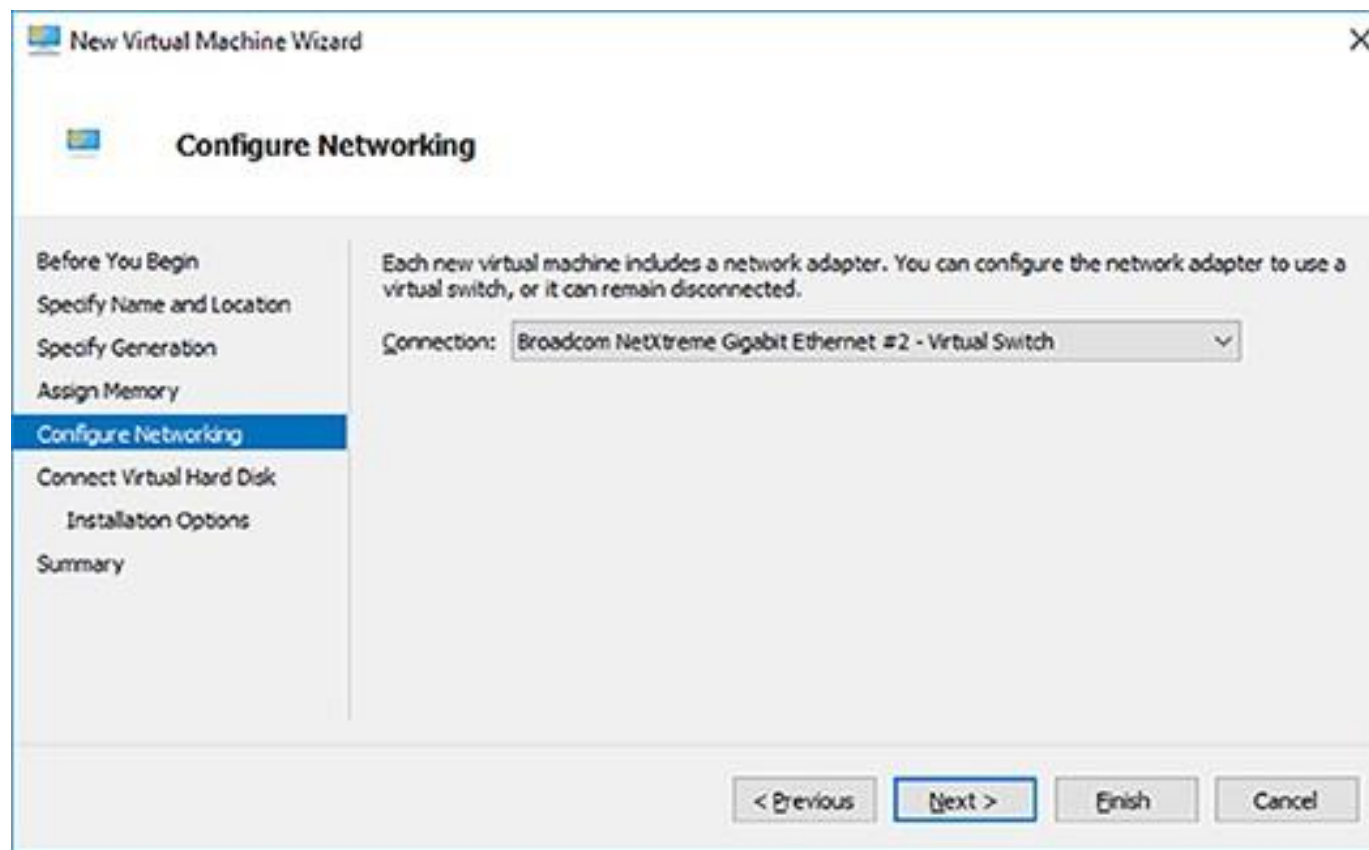 New Virtual Machine Wizard
Configure Networking
Before You Begin
Specify Name and Location
Specify Generation
Assign Memory
Configure Networking
Connect Virtual Hard Disk
Installation Options
Summary
Each new virtual machine includes a network adapter. You can configure the network adapter to use a
virtual switch, or it can remain disconnected.
Connection: Broadcom NetXtreme Gigabit Ethernet #2 - Virtual Switch
< Previous Next > Finish Cancel